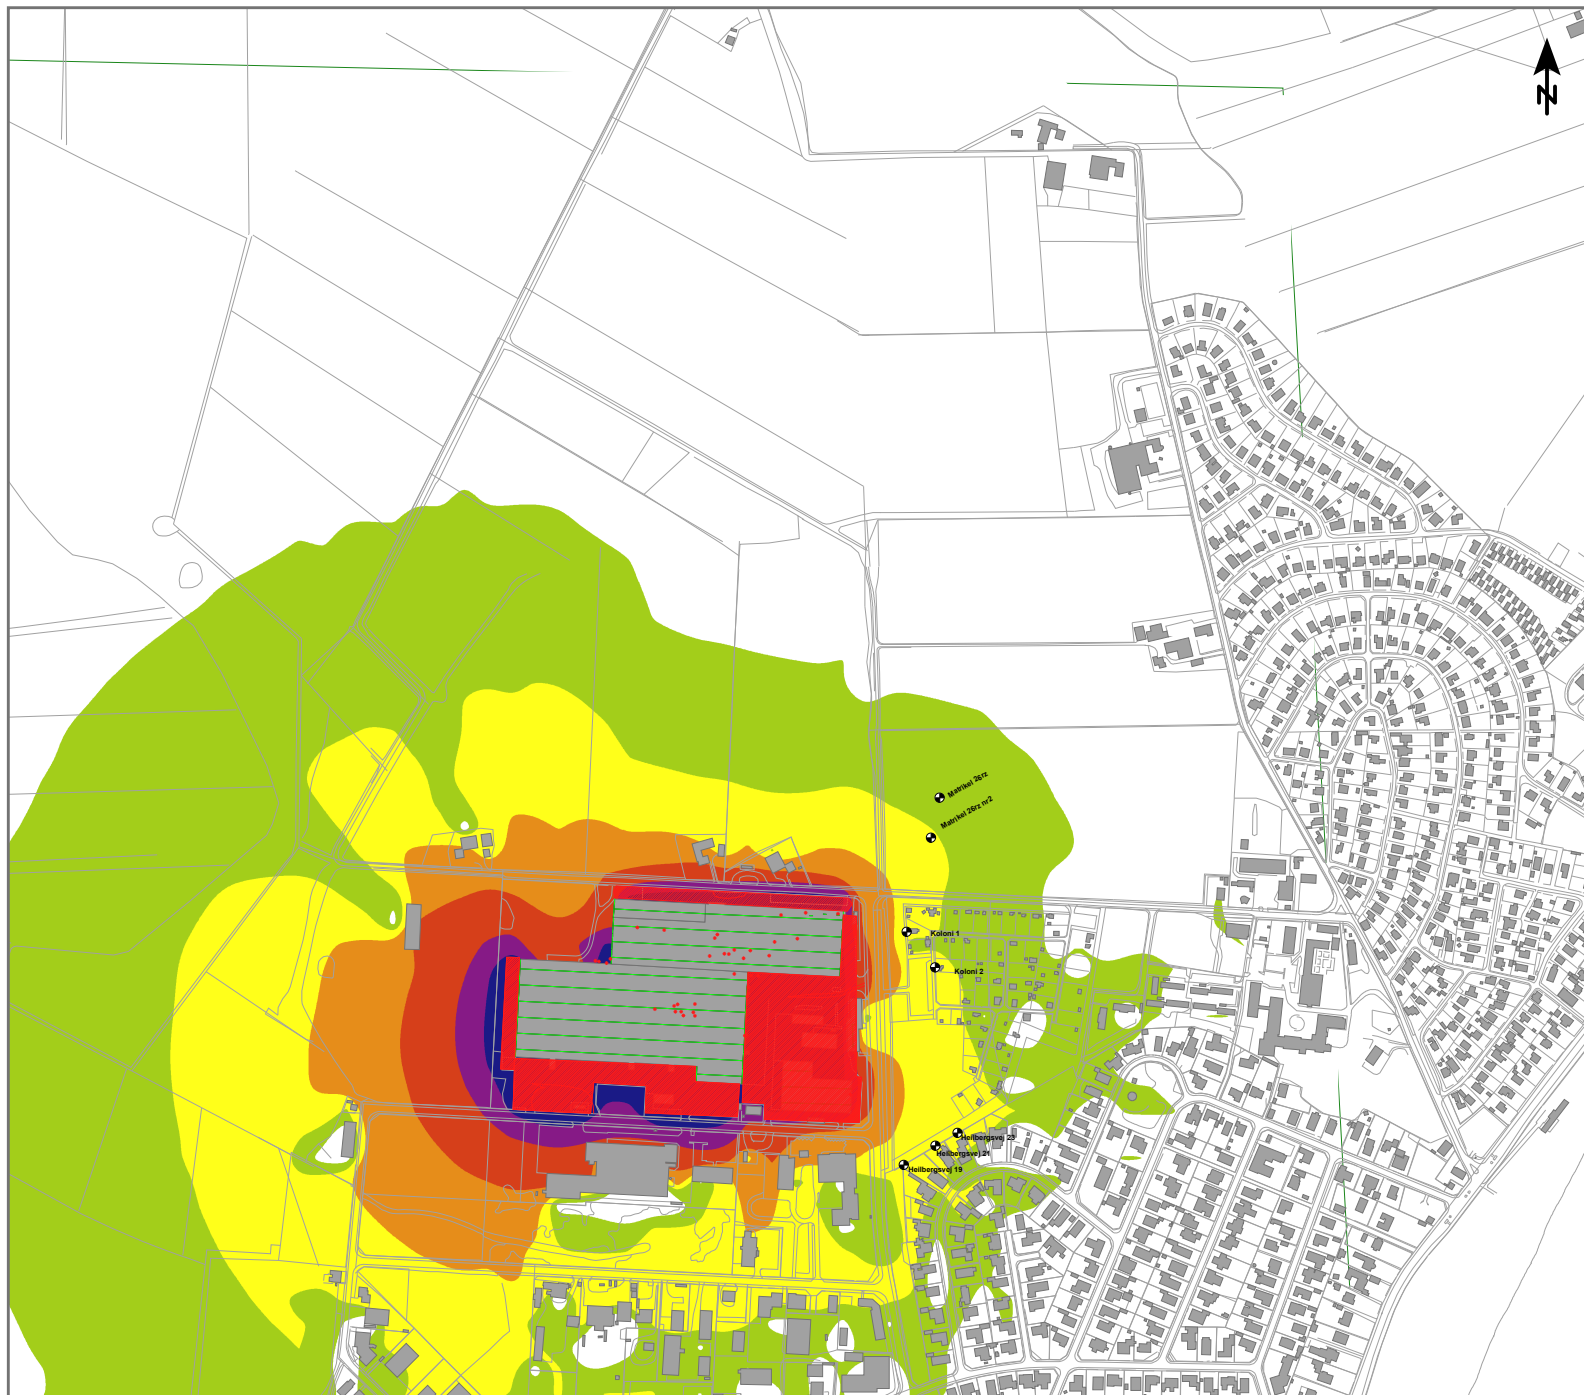 N
Matrikel 26rz
Matrikel 26rz nr2
Koloni 1
Koloni 2
Heilbergsvej 23
Heilbergsvej 21
Heilbergsvej 19